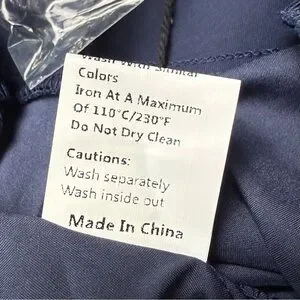 Wash With Similar
Colors
Iron At A Maximum
Of 110°C/230°F
Do Not Dry Clean
Cautions:
Wash separately
Wash inside out
Made In China